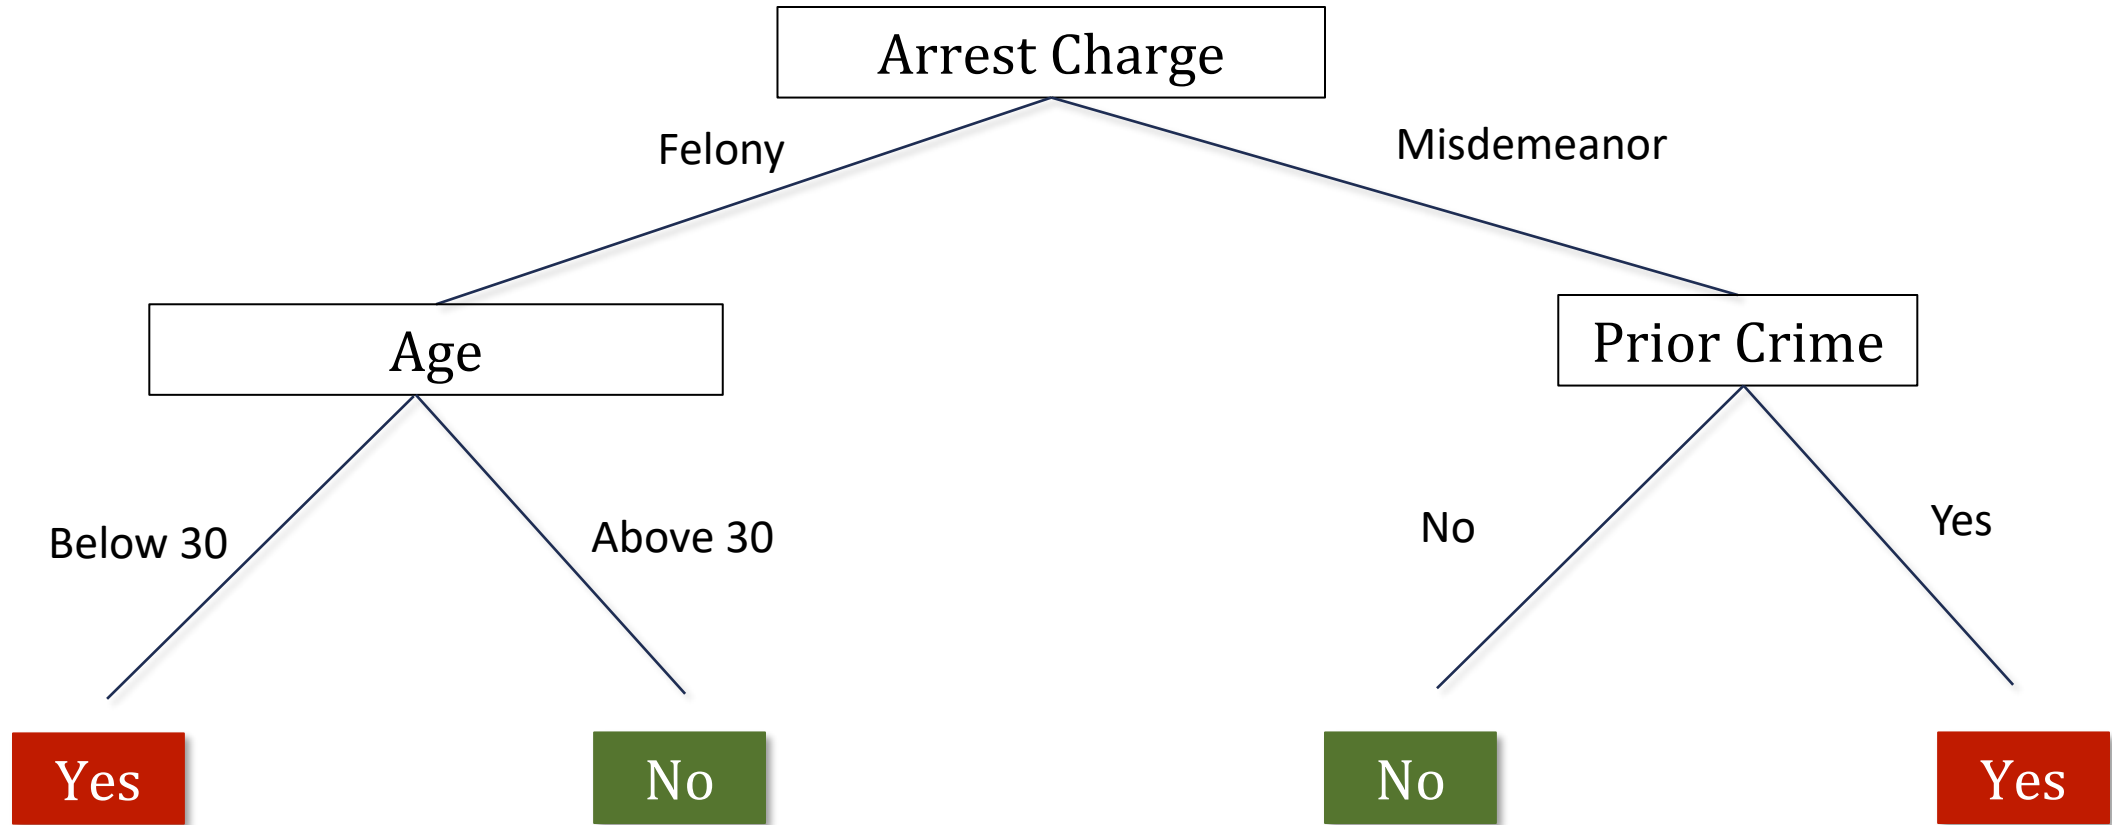 Arrest Charge
Felony
Misdemeanor
Age
Prior Crime
Below 30
Above 30
No
Yes
Yes
No
No
Yes